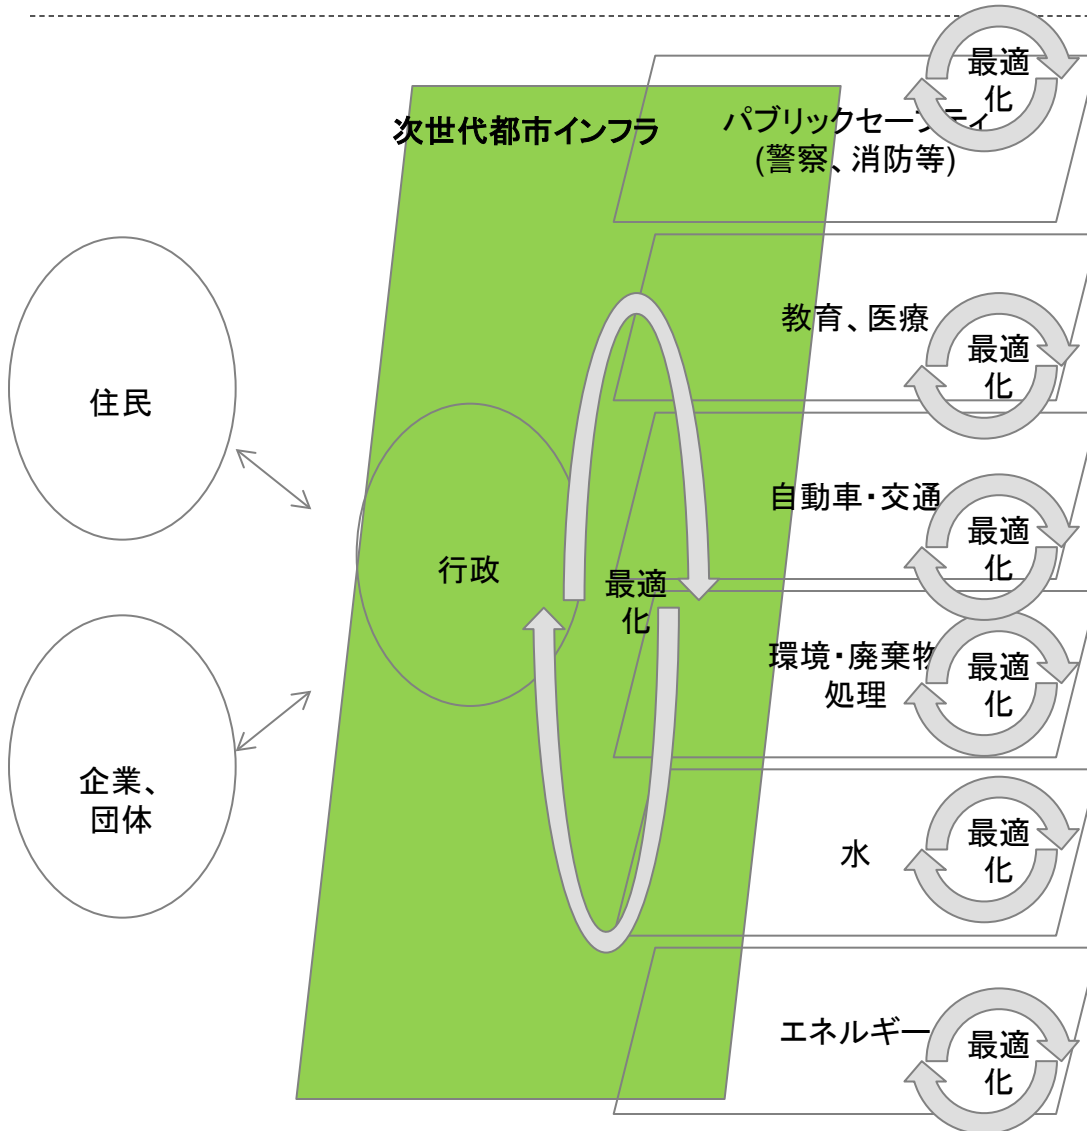 次世代都市インフラ
パブリックセーフティ
(警察、消防等)
最適
化
教育、医療
最適
化
住民
自動車・交通
最適
化
行政
最適
化
環境・廃棄物
処理
最適
化
企業、
団体
水
最適
化
エネルギー
最適
化